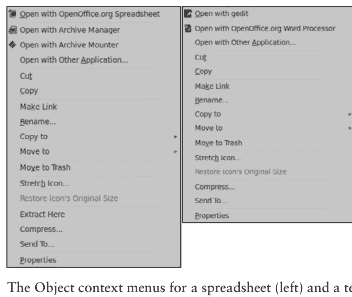 Open with OpenOffice.org Spreadsheet
Open with Archive Manager
Open with Archive Mounter
Open with Other Application...
Cut
Copy
Make Link
Rename...
Copy to
Move to
Move to Trash
Stretch Icon...
Restore Icon's Original Size
Extract Here
Compress...
Send To...
Properties
Open with gedit
Open with OpenOffice.org Word Processor
Open with Other Application...
Cut
Copy
Make Link
Rename...
Copy to
Move to
Move to Trash
Stretch Icon...
Restore Icon's Original Size
Compress...
Send To...
Properties
The Object context menus for a spreadsheet (left) and a te